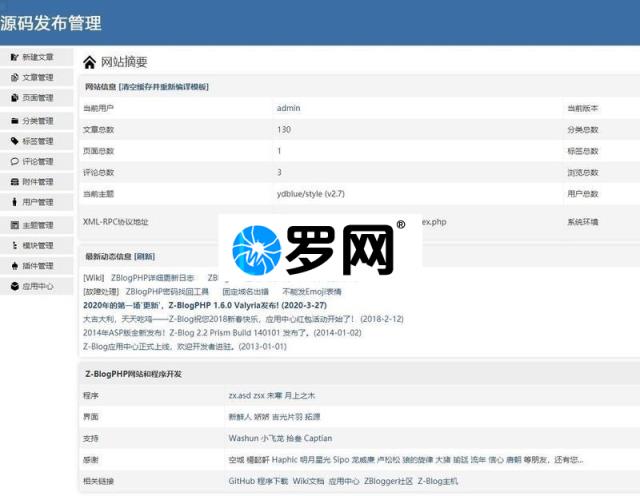 源码发布管理
新建文章
文章管理
页面管理
分类管理
标签管理
评论管理
附件管理
用户管理
主题管理
模块管理
插件管理
应用中心
网站摘要
网站信息 [清空缓存并重新编译模板]
当前用户 admin 当前版本
文章总数 130 分类总数
页面总数 1 标签总数
评论总数 3 浏览总数
当前主题 ydblue/style (v2.7) 用户总数
XML-RPC协议地址 ex.php 系统环境
罗网®
最新动态信息 [刷新]
[Wiki] ZBlogPHP详细更新日志
[故障处理] ZBlogPHP密码找回工具 固定域名出错 不能发Emoji表情
2020年的第一场'更新', Z-BlogPHP 1.6.0 Valyria发布! (2020-3-27)
大吉大利，天天吃鸡——Z-Blog祝您2018新春快乐，应用中心红包活动开始了! (2018-2-12)
2014年ASP版全新发布! Z-Blog 2.2 Prism Build 140101 发布了。(2014-01-02)
Z-Blog应用中心正式上线，欢迎开发者进驻。(2013-01-01)
Z-BlogPHP网站和程序开发
程序 zx.asd zsx 未寒 月上之木
界面 新鲜人 娇娇 吉光片羽 拓源
支持 Washun 小飞龙 拾叁 Captian
感谢 空城 Haphic 明月星光 Sipo 龙威廉 卢松松 狼的旋律 大猪 流年 信心 唐朝 等朋友，还有您...
相关链接 GitHub 程序下载 Wiki文档 应用中心 ZBlogger社区 Z-Blog主机